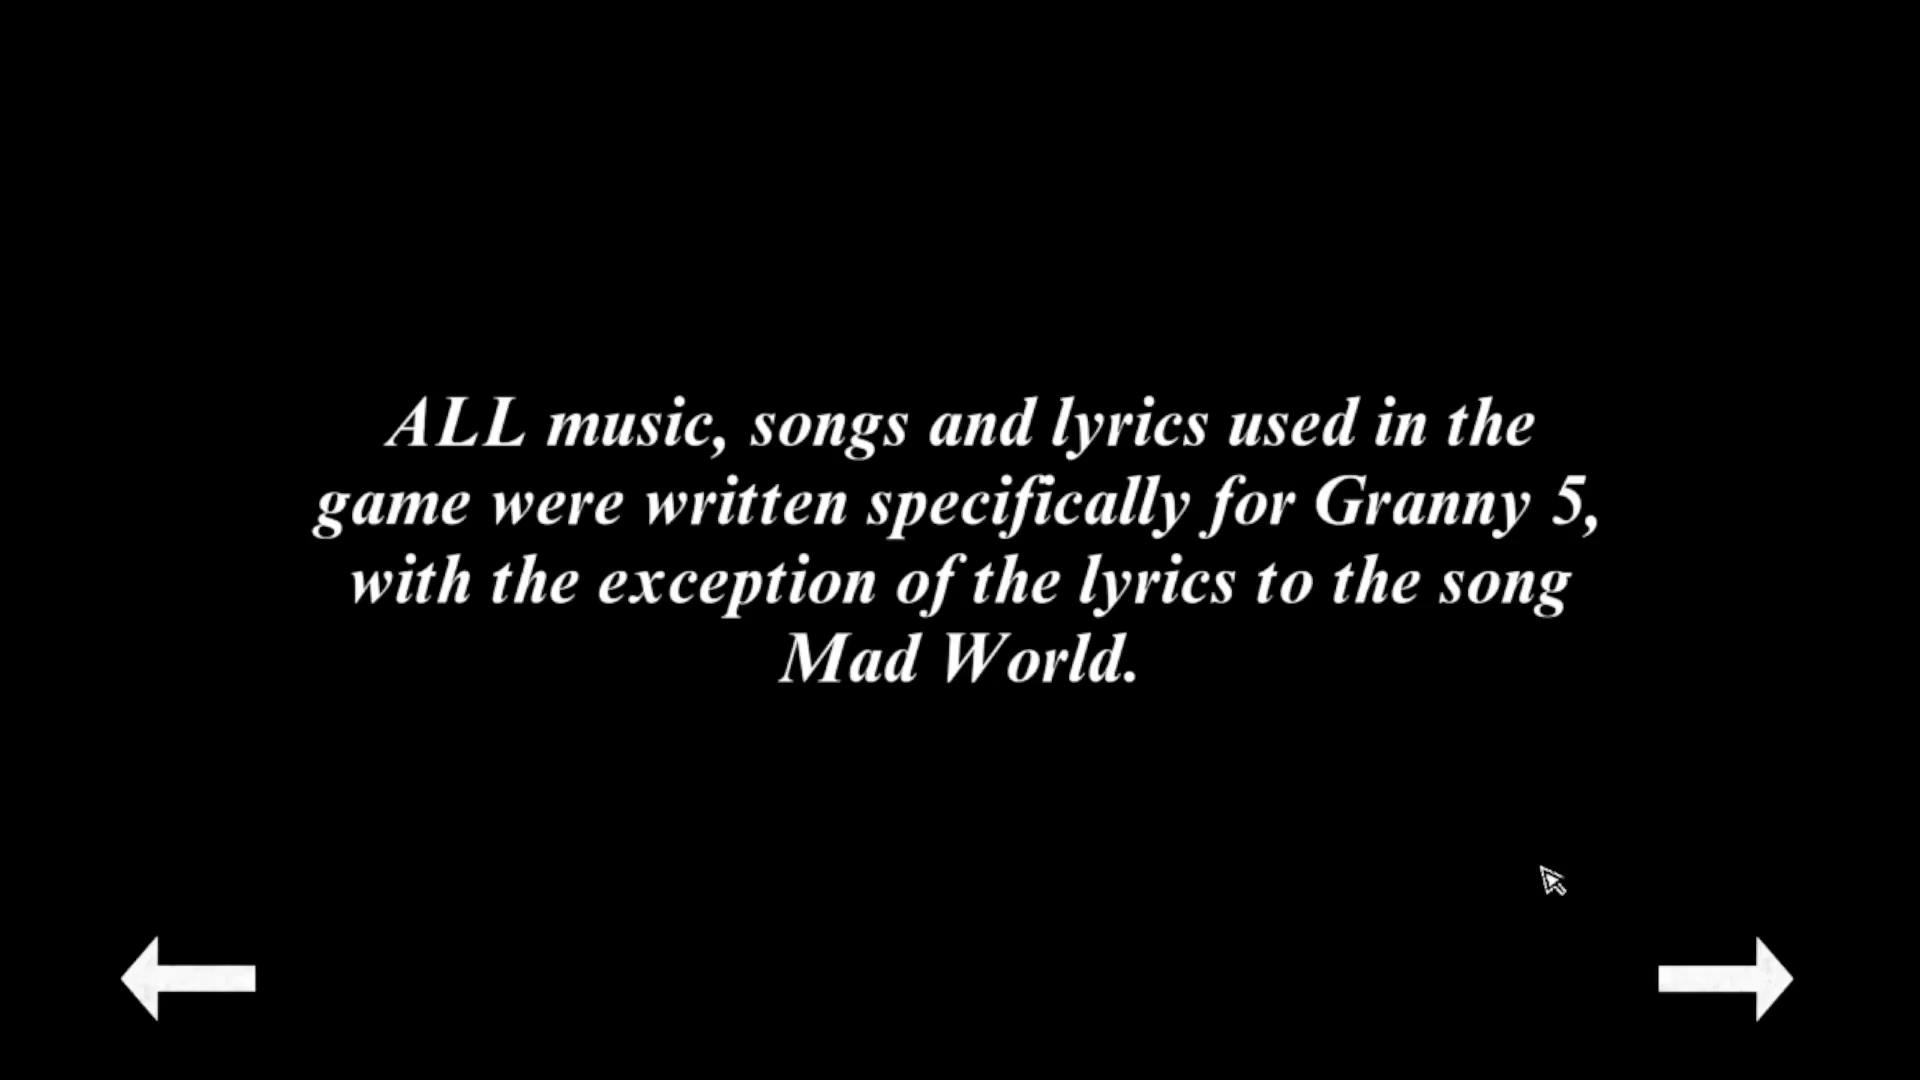 ALL music, songs and lyrics used in the
game were written specifically for Granny 5,
with the exception of the lyrics to the song
Mad World.